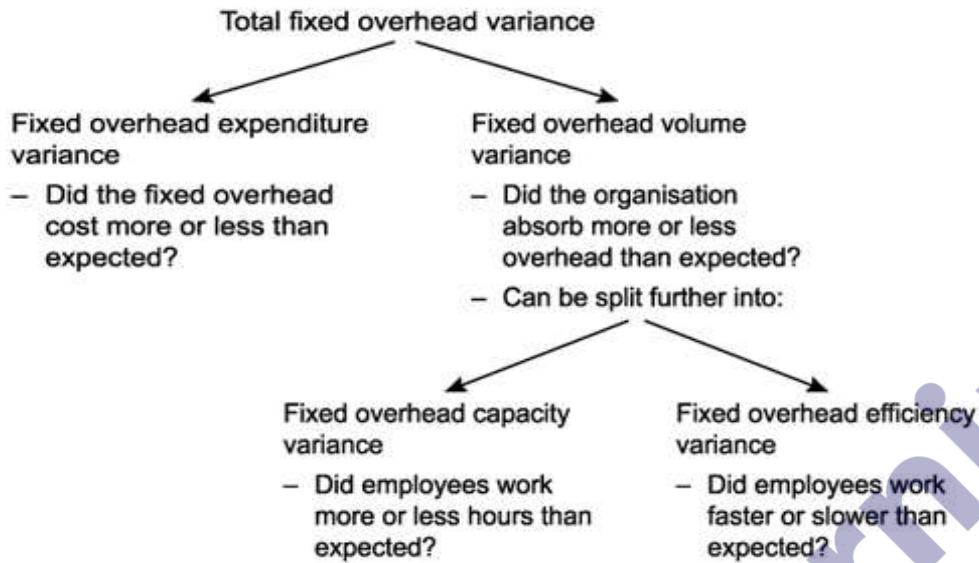 Total fixed overhead variance
Fixed overhead expenditure
variance
– Did the fixed overhead
cost more or less than
expected?
Fixed overhead volume
variance
– Did the organisation
absorb more or less
overhead than expected?
– Can be split further into:
Fixed overhead capacity
variance
– Did employees work
more or less hours than
expected?
Fixed overhead efficiency
variance
– Did employees work
faster or slower than
expected?